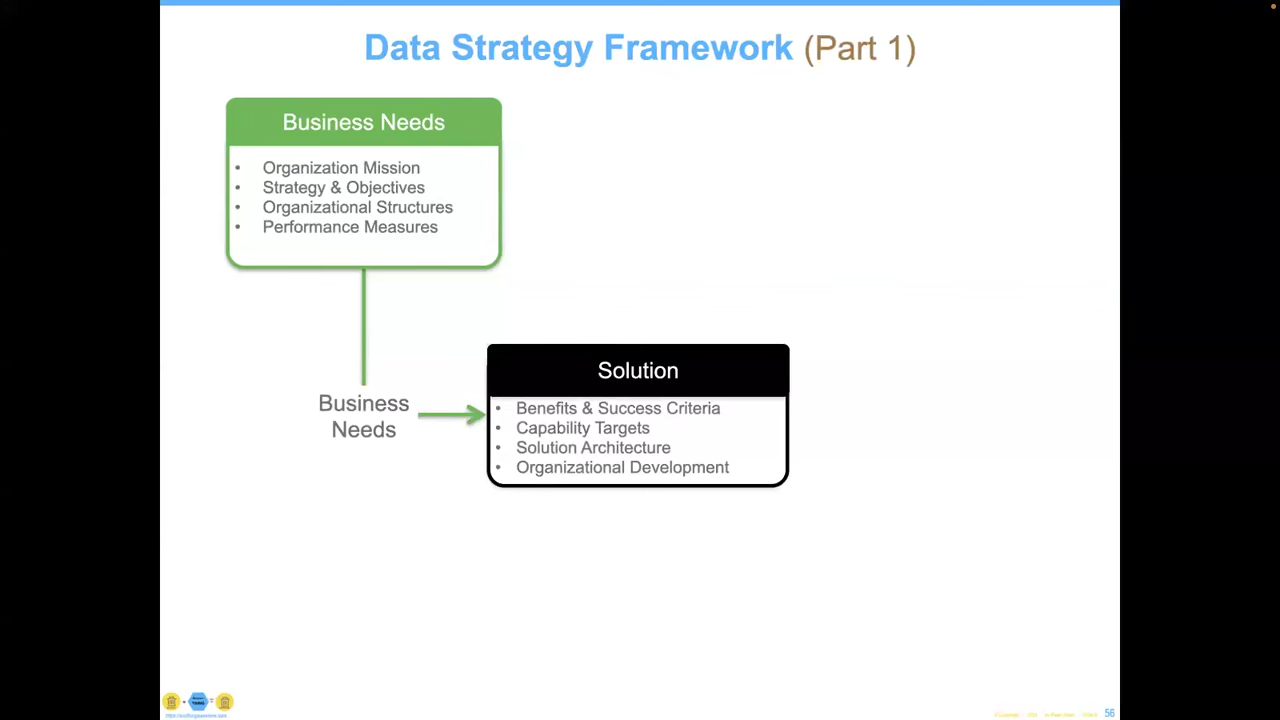 Data Strategy Framework (Part 1)
Business Needs
• Organization Mission
• Strategy & Objectives
• Organizational Structures
• Performance Measures
Business
Needs
Solution
• Benefits & Success Criteria
• Capability Targets
• Solution Architecture
• Organizational Development
56